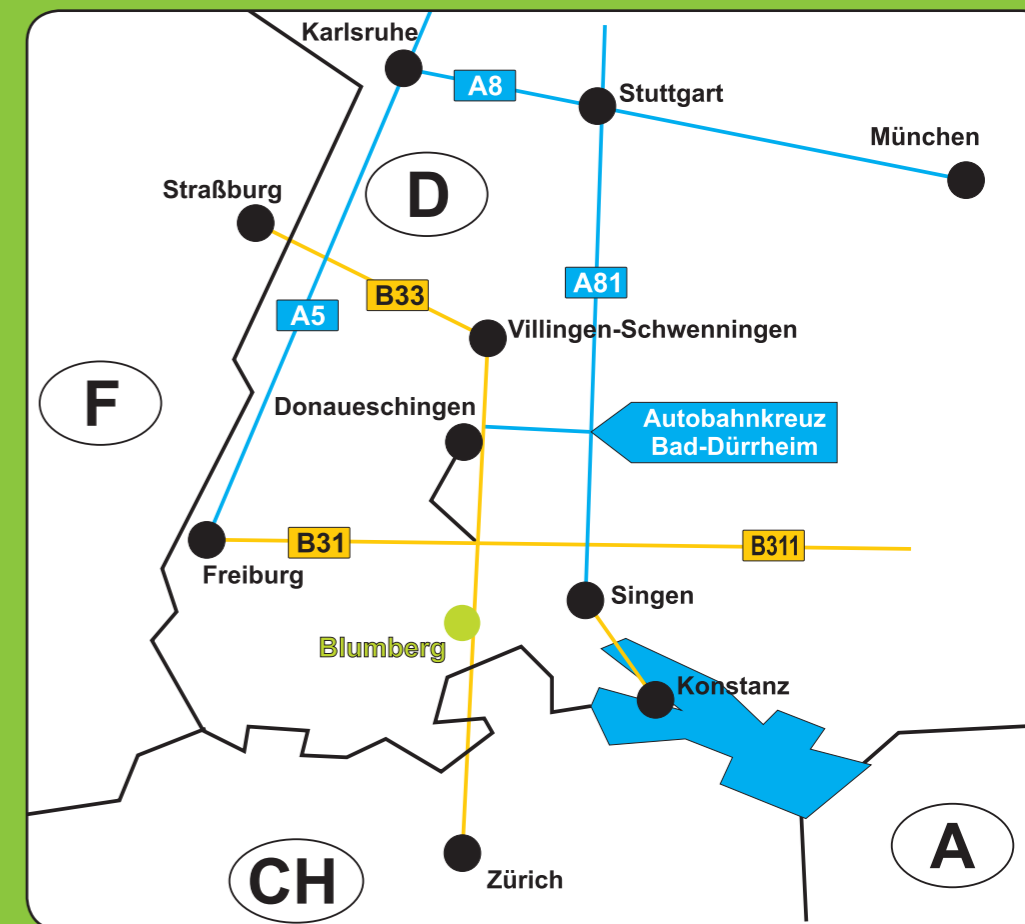 Karlsruhe
A8
Stuttgart
München
Straßburg
D
B33
A81
A5
Villingen-Schwenningen
F
Donaueschingen
Autobahnkreuz
Bad-Dürrheim
B31
B311
Freiburg
Singen
Blumberg
Konstanz
A
CH
Zürich